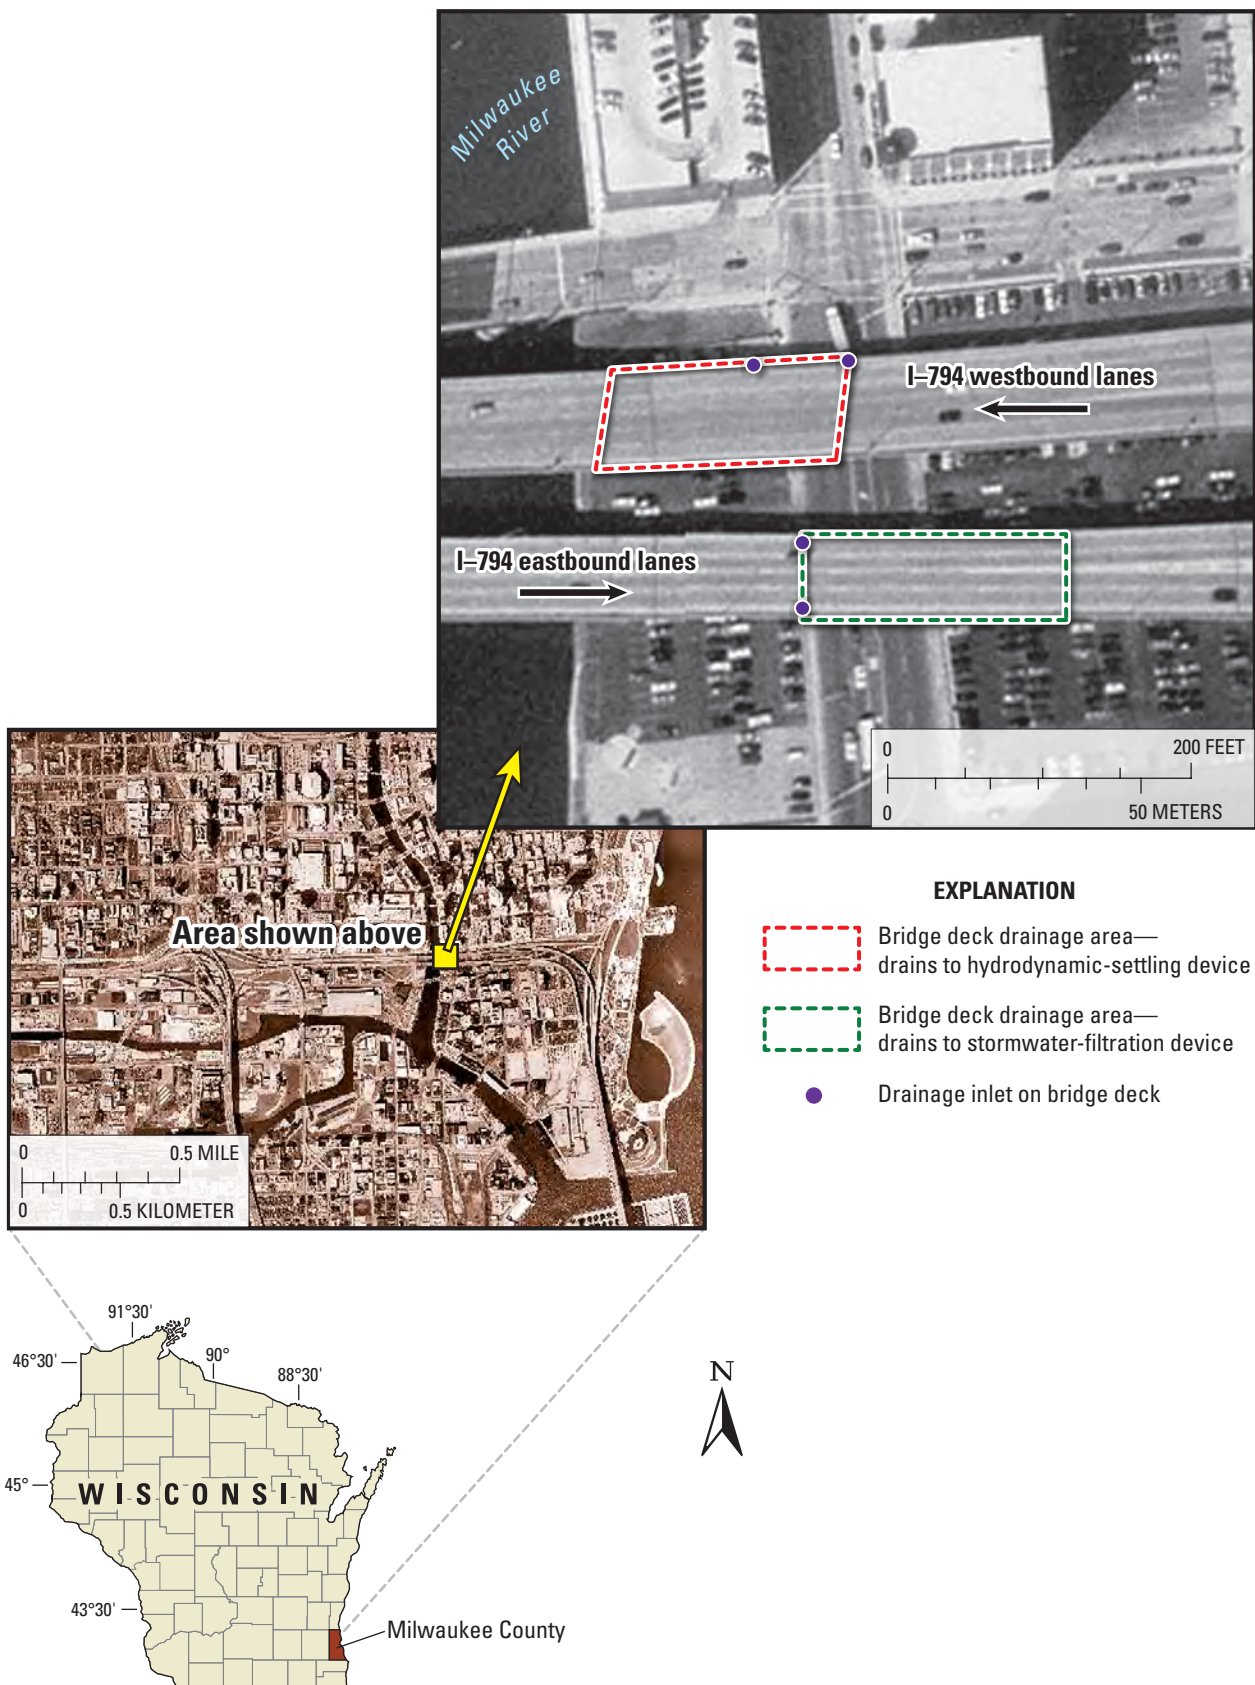 Milwaukee
River
I–794 westbound lanes
I–794 eastbound lanes
0 200 FEET
0 50 METERS
Area shown above
0 0.5 MILE
0 0.5 KILOMETER
EXPLANATION
Bridge deck drainage area—
drains to hydrodynamic-settling device
Bridge deck drainage area—
drains to stormwater-filtration device
Drainage inlet on bridge deck
91°30'
46°30'
90°
88°30'
N
45°
WISCONSIN
43°30'
Milwaukee County